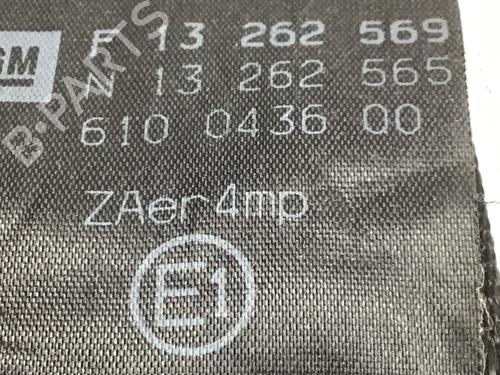 GM
F 13 262 569
N 13 262 565
610 0436 00
ZAer4mp
E1
B-PARTS